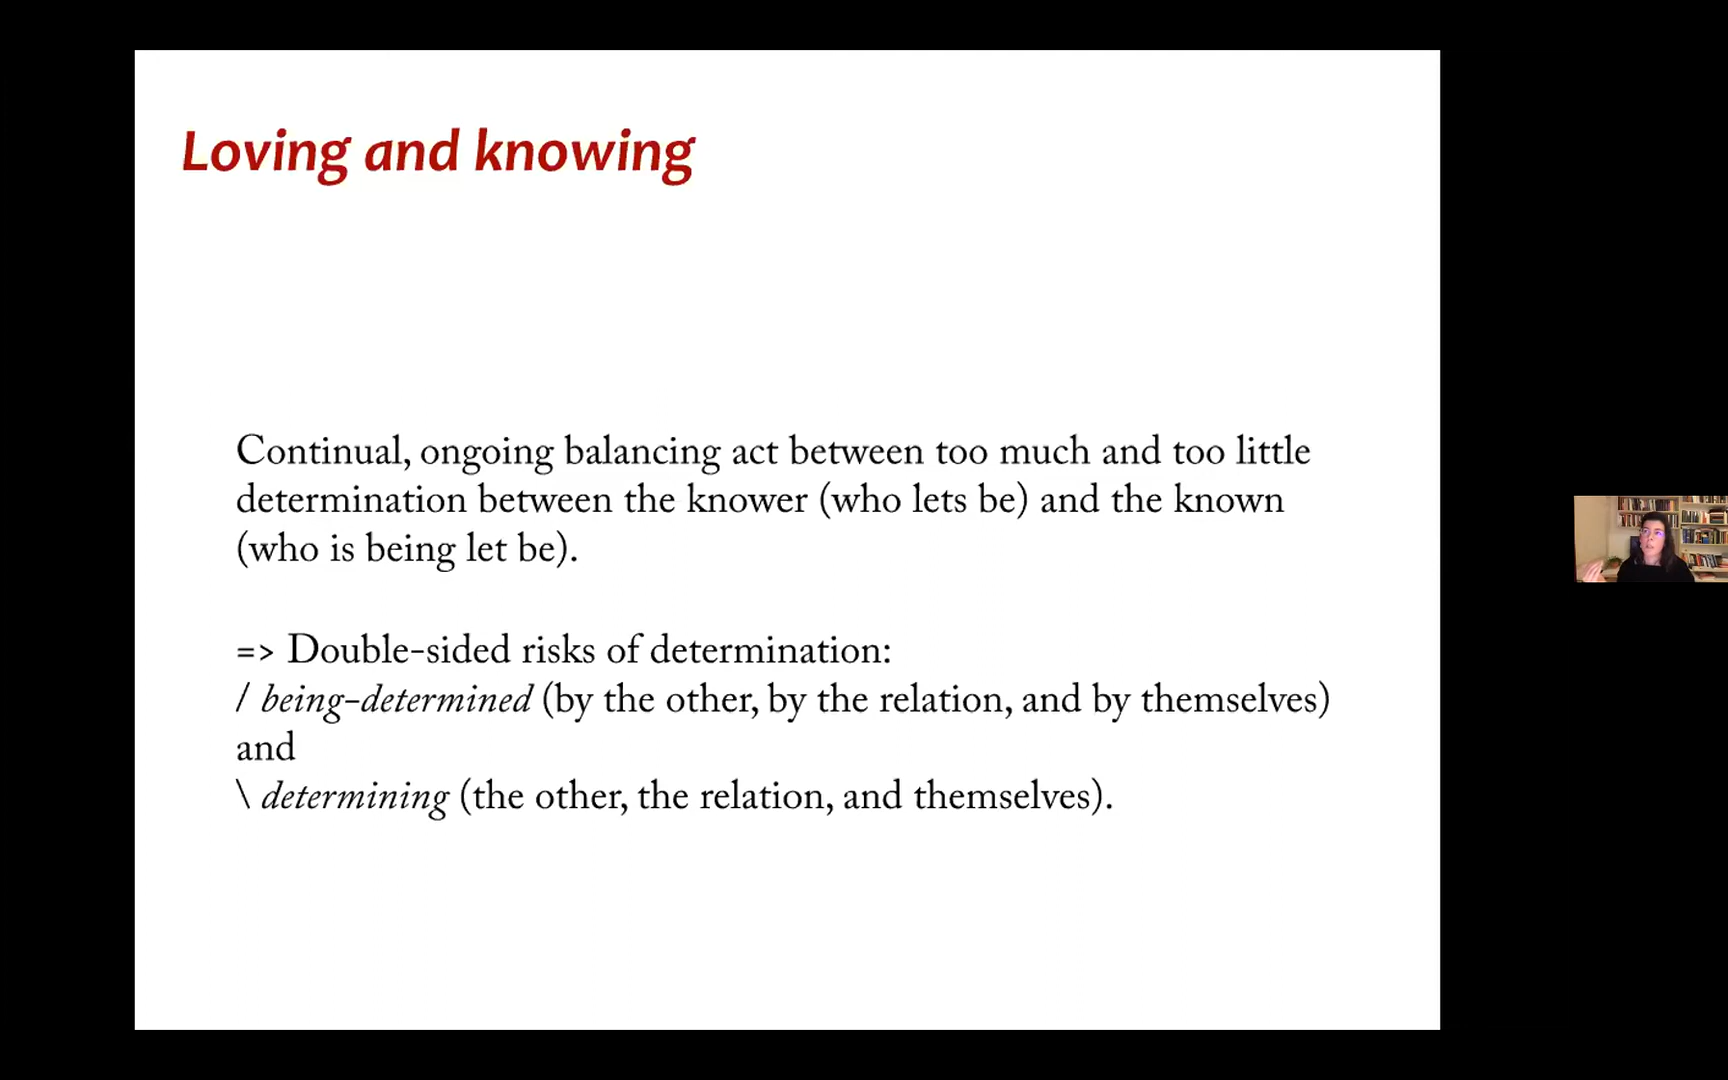 Loving and knowing
Continual, ongoing balancing act between too much and too little
determination between the knower (who lets be) and the known
(who is being let be).
=> Double-sided risks of determination:
/ being-determined (by the other, by the relation, and by themselves)
and
\ determining (the other, the relation, and themselves).